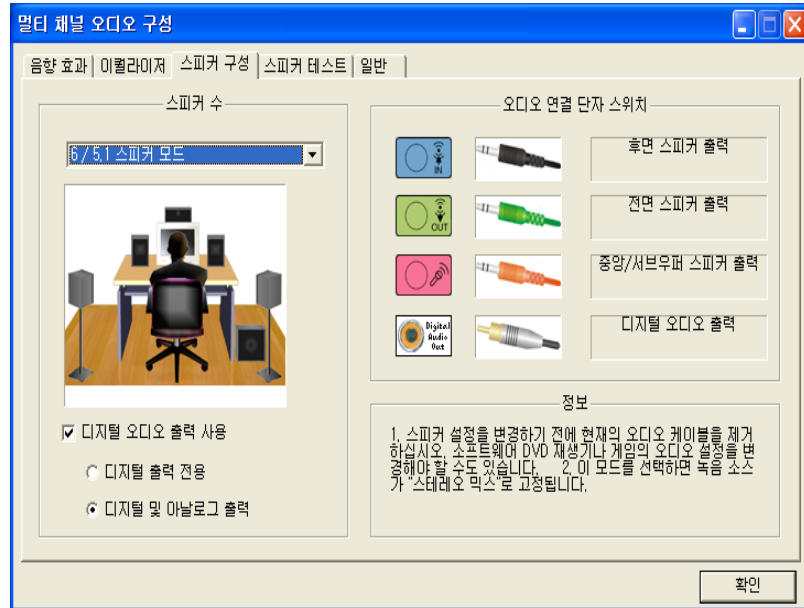 멀티 채널 오디오 구성
음향 효과
이퀄라이저
스피커 구성
스피커 테스트
일반
스피커 수
6 / 5.1 스피커 모드
디지털 오디오 출력 사용
디지털 출력 전용
디지털 및 아날로그 출력
오디오 연결 단자 스위치
IN
후면 스피커 출력
OUT
전면 스피커 출력
중앙/서브우퍼 스피커 출력
Digital
Audio
Out
디지털 오디오 출력
정보
1. 스피커 설정을 변경하기 전에 현재의 오디오 케이블을 제거
하십시오. 소프트웨어 DVD 재생기나 게임의 오디오 설정을 변
경해야 할 수도 있습니다. 2. 이 모드를 선택하면 녹음 소스
가 "스테레오 믹스"로 고정됩니다.
확인